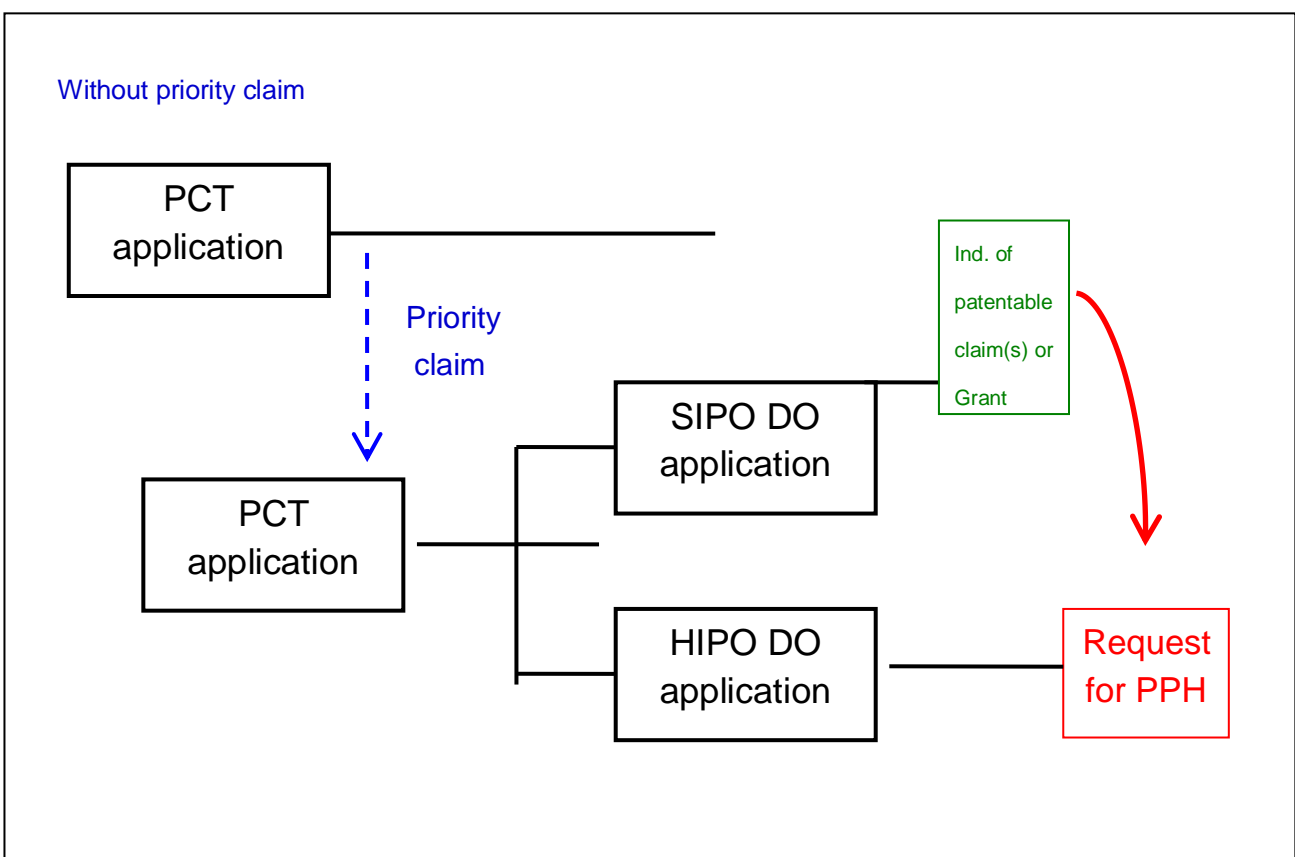 Without priority claim
PCT
application
Ind. of
patentable
claim(s) or
Grant
Priority
claim
SIPO DO
application
PCT
application
HIPO DO
application
Request
for PPH